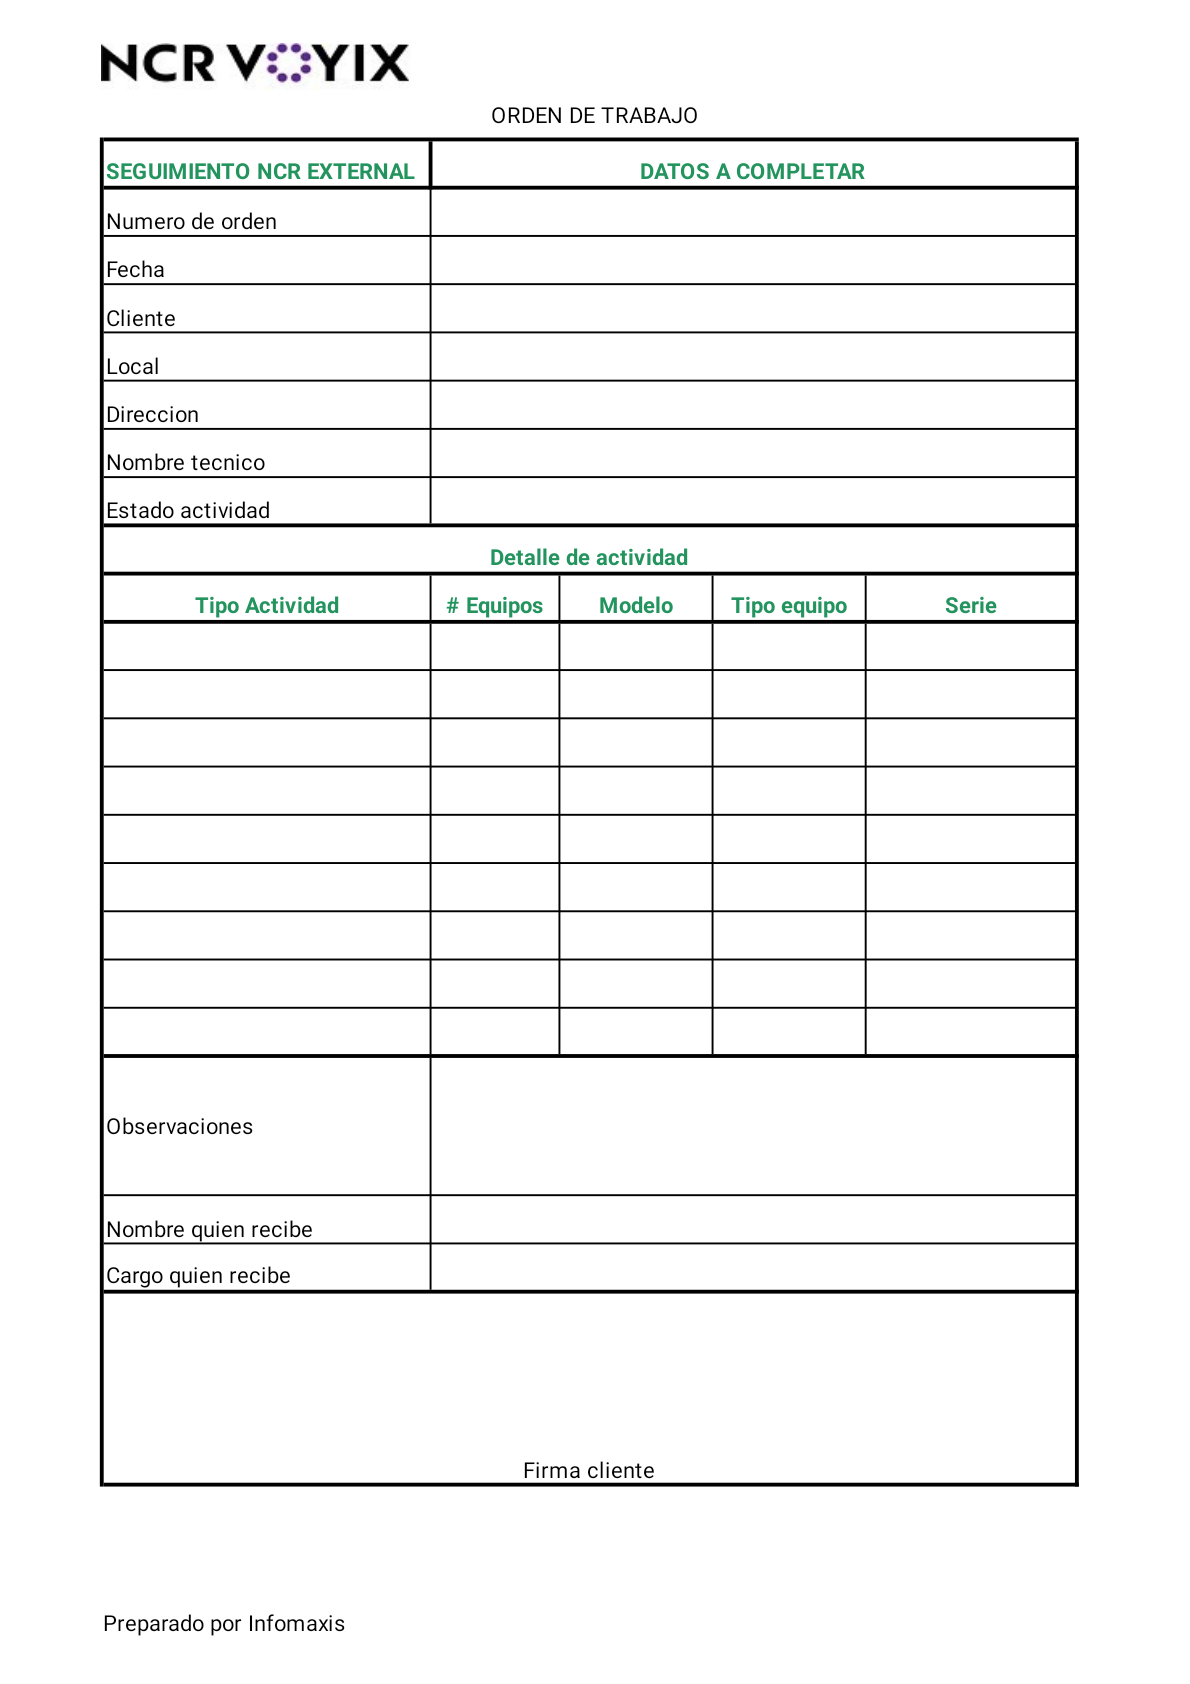 NCR VOYIX
ORDEN DE TRABAJO
SEGUIMIENTO NCR EXTERNAL DATOS A COMPLETAR
Numero de orden
Fecha
Cliente
Local
Direccion
Nombre tecnico
Estado actividad
Detalle de actividad
Tipo Actividad # Equipos Modelo Tipo equipo Serie
Observaciones
Nombre quien recibe
Cargo quien recibe
Firma cliente
Preparado por Infomaxis